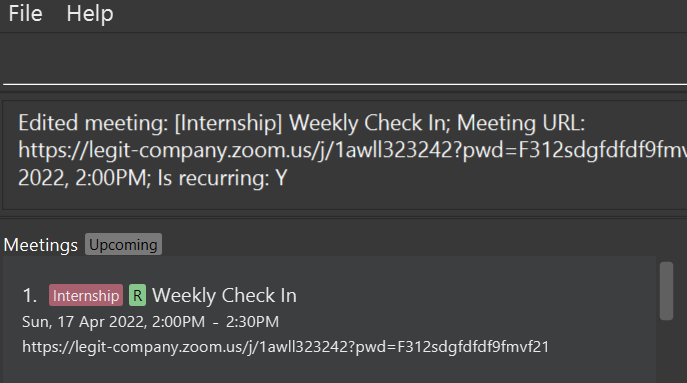 File Help
Edited meeting: [Internship] Weekly Check In; Meeting URL:
https://legit-company.zoom.us/j/1awll323242?pwd=F312sdgfdfdf9fmv
2022, 2:00PM; Is recurring: Y
Meetings Upcoming
1. Internship R Weekly Check In
Sun, 17 Apr 2022, 2:00PM - 2:30PM
https://legit-company.zoom.us/j/1awll323242?pwd=F312sdgfdfdf9fmvf21